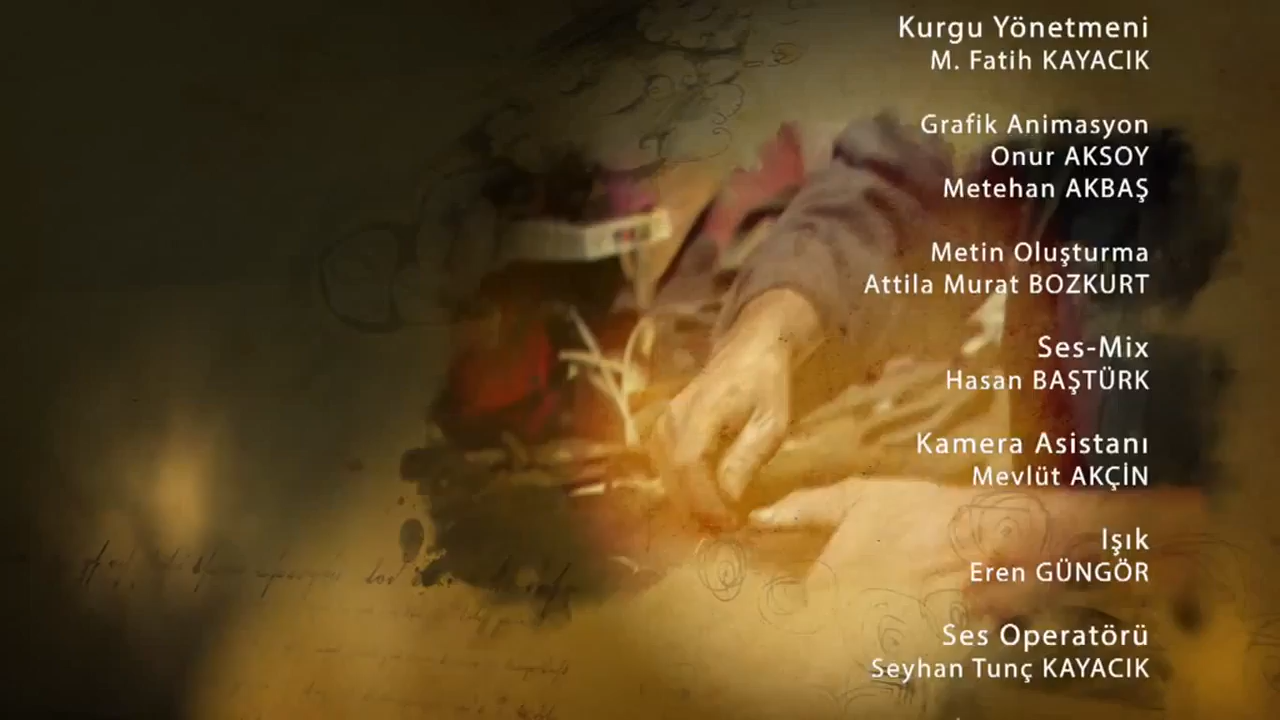 Kurgu Yönetmeni
M. Fatih KAYACIK
Grafik Animasyon
Onur AKSOY
Metehan AKBAŞ
Metin Oluşturma
Attila Murat BOZKURT
Ses-Mix
Hasan BAŞTÜRK
Kamera Asistanı
Mevlüt AKÇİN
Işık
Eren GÜNGÖR
Ses Operatörü
Seyhan Tunç KAYACIK